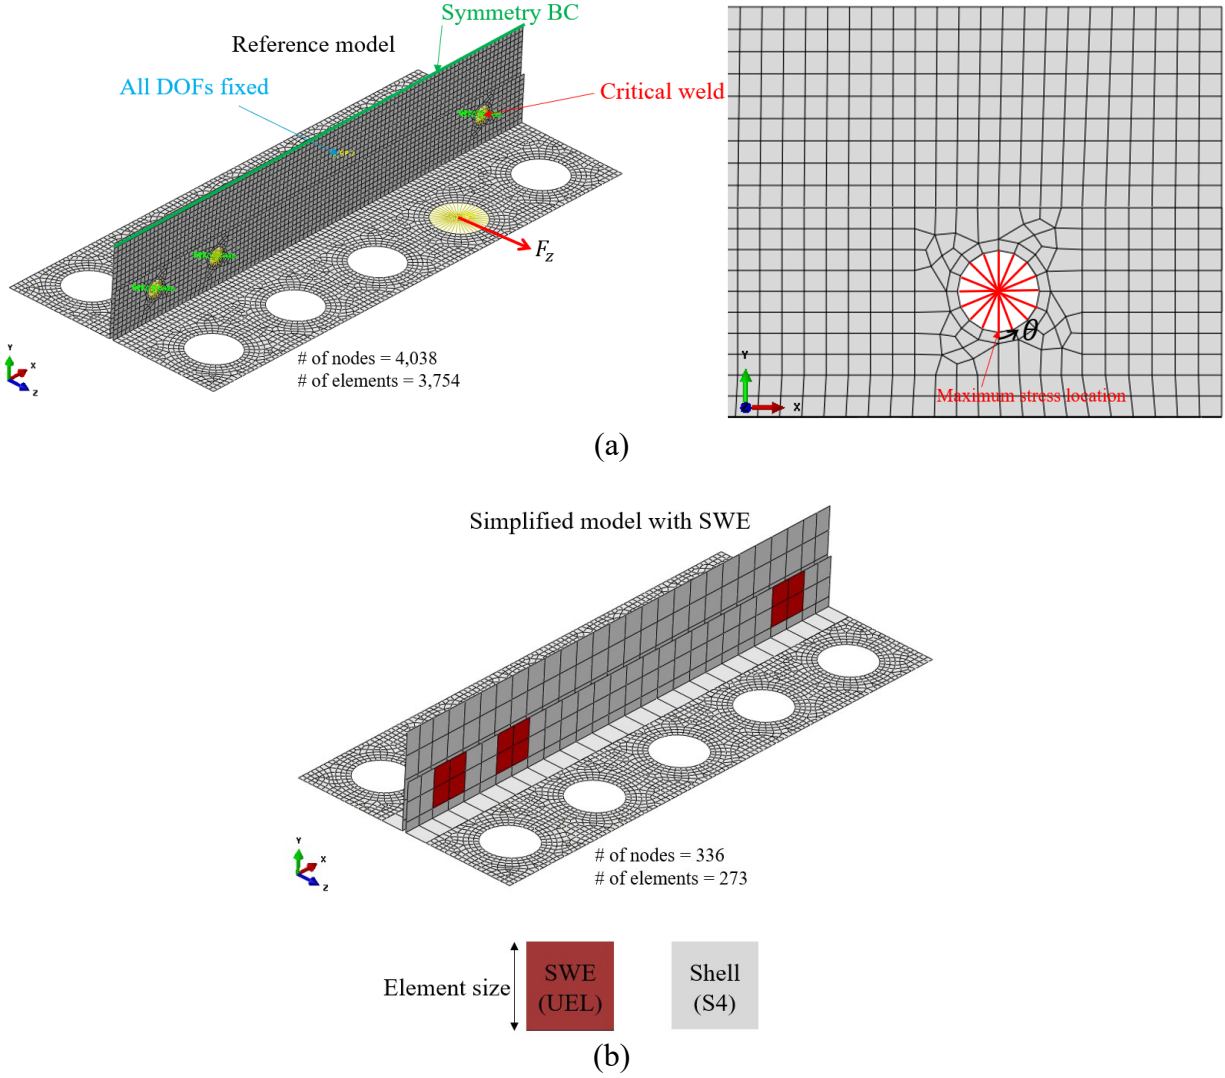 Symmetry BC
Reference model
All DOFs fixed
Critical weld
F_z
# of nodes = 4,038
# of elements = 3,754
Y
X
Z
θ
Maximum stress location
Y
X
(a)
Simplified model with SWE
# of nodes = 336
# of elements = 273
Y
X
Z
Element size
SWE
(UEL)
Shell
(S4)
(b)